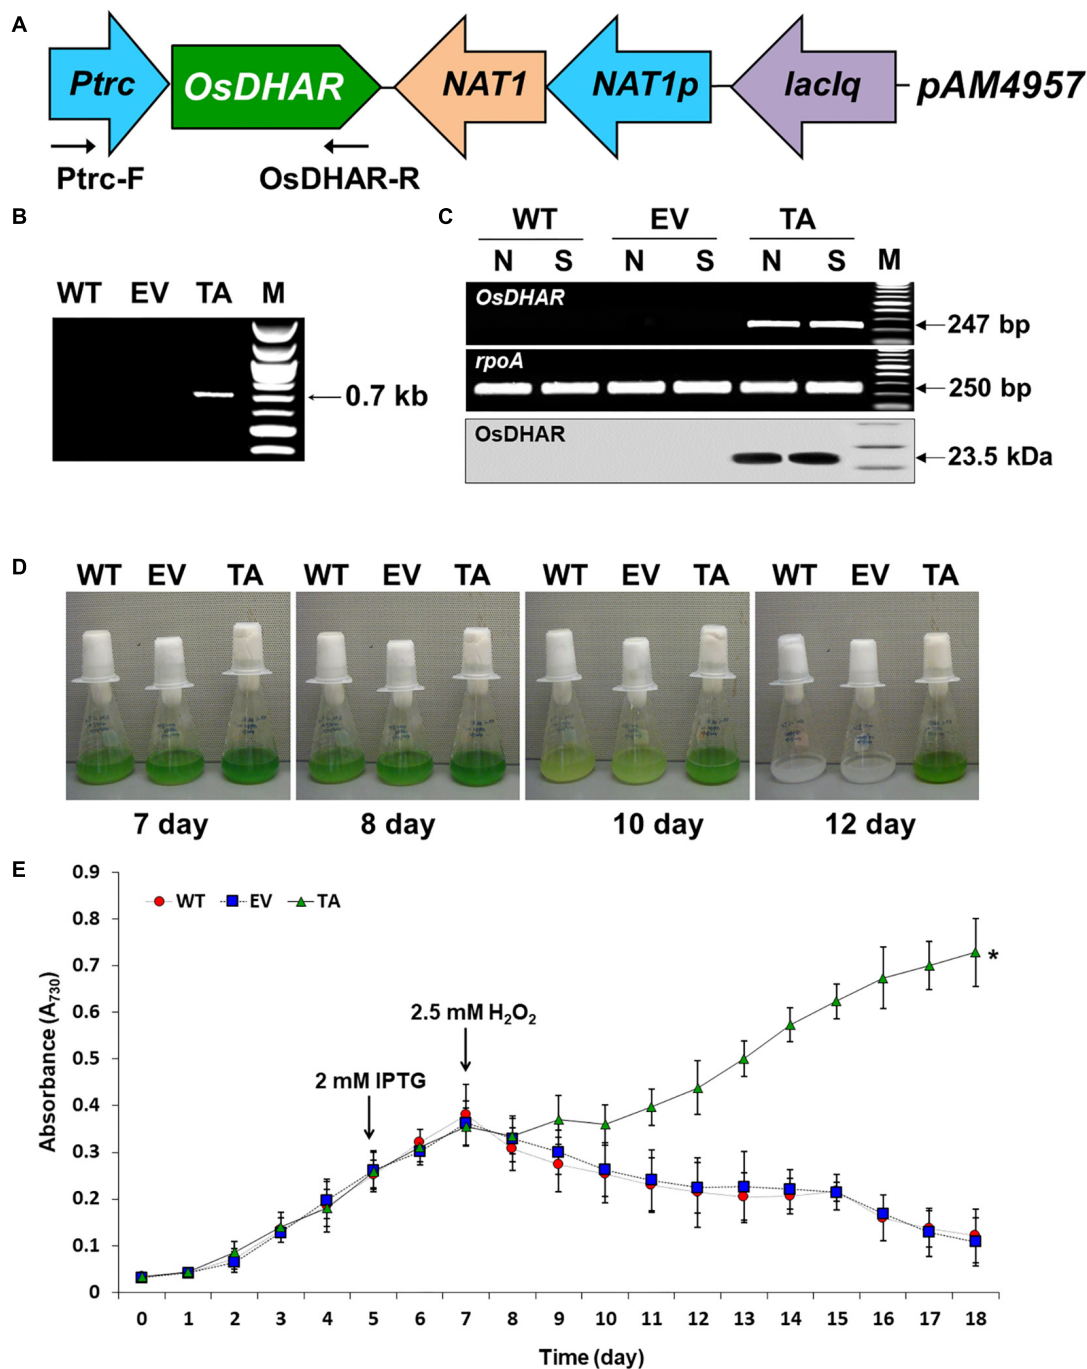 A
Ptrc OsDHAR NAT1 NAT1p lacIq pAM4957
Ptrc-F OsDHAR-R
B
WT EV TA M
0.7 kb
C
WT EV TA
N S N S N S M
OsDHAR
247 bp
rpoA
250 bp
OsDHAR
23.5 kDa
D
WT EV TA WT EV TA WT EV TA WT EV TA
7 day 8 day 10 day 12 day
E
0.9
0.8
0.7
0.6
0.5
0.4
0.3
0.2
0.1
0
Absorbance (A730)
WT EV TA
2 mM IPTG
2.5 mM H2O2
*
0 1 2 3 4 5 6 7 8 9 10 11 12 13 14 15 16 17 18
Time (day)